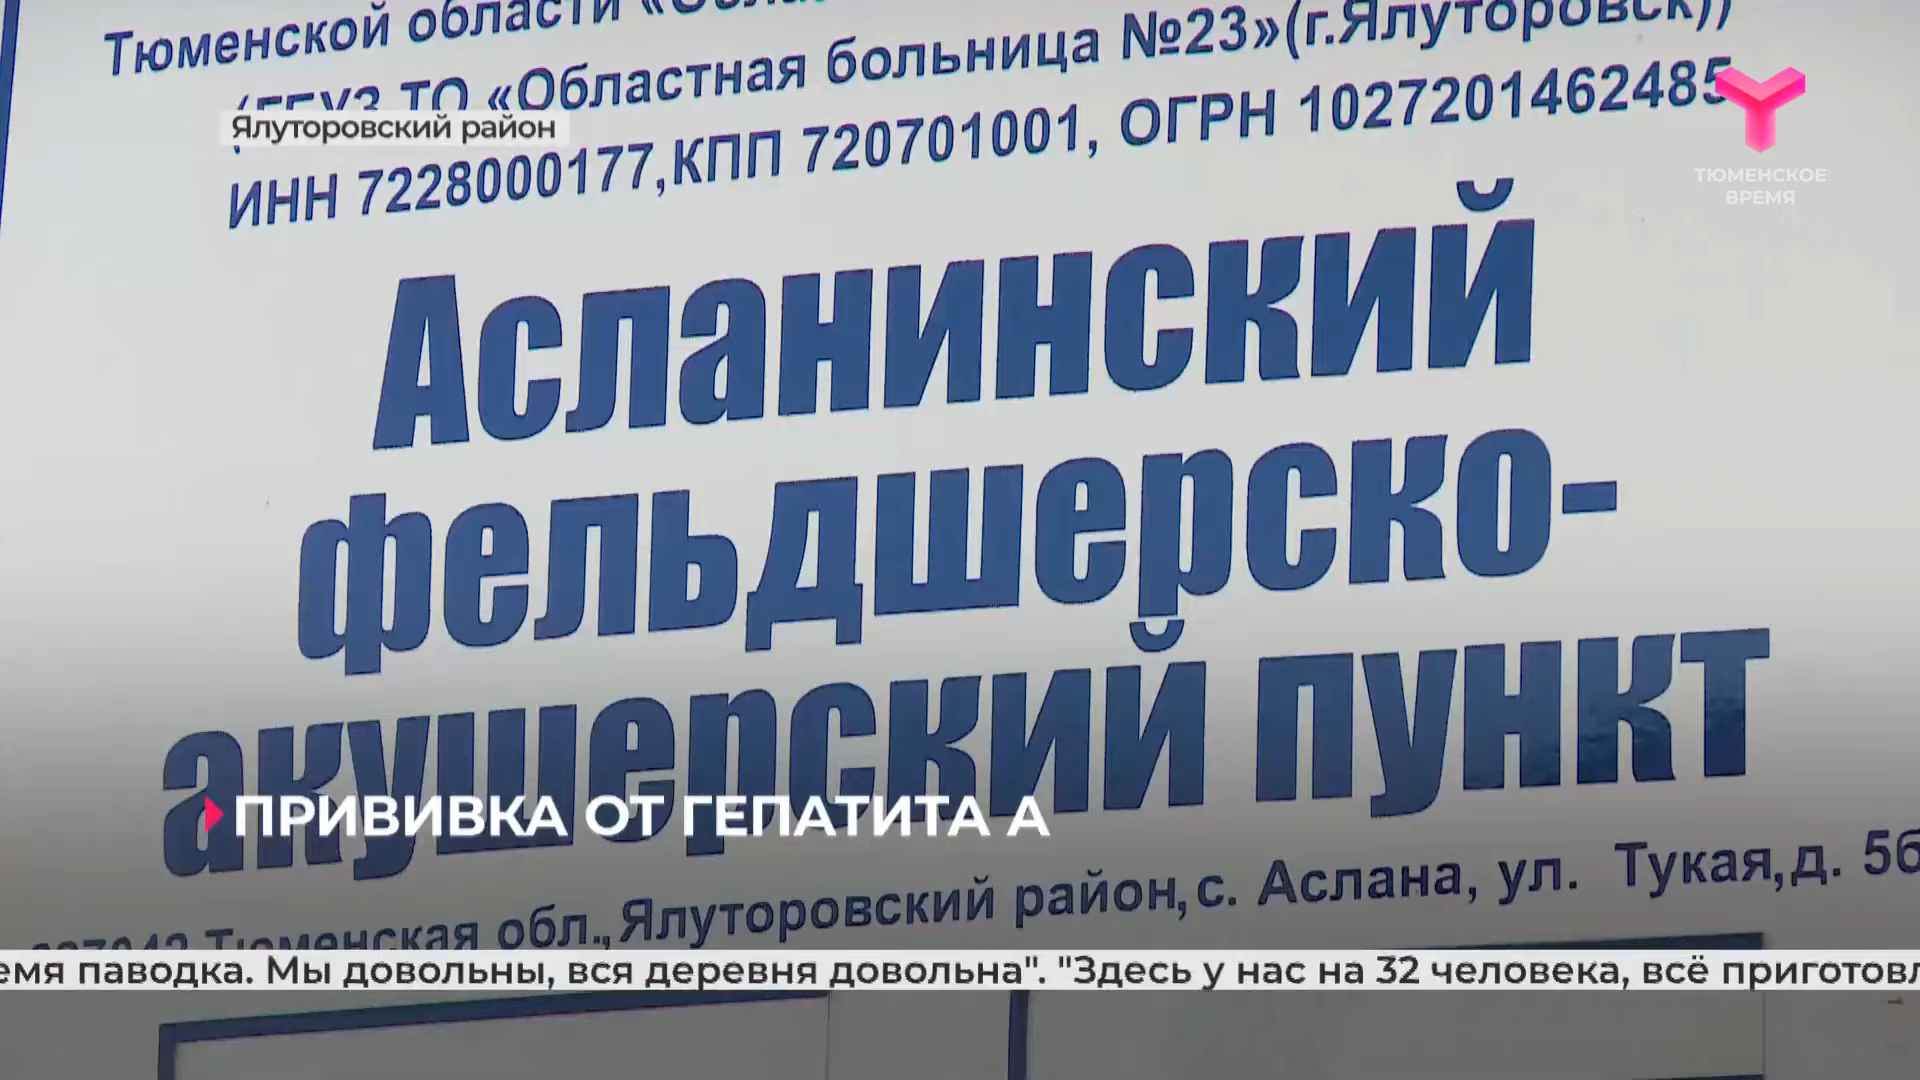 Тюменской области
ТО «Областная больница №23»(г.Ялуторовск))
Ялуторовский район
ИНН 7228000177,КПП 720701001, ОГРН 1027201462485
ТЮМЕНСКОЕ
ВРЕМЯ
Асланинский
фельдшерско-
акушерский пункт
ПРИВИВКА ОТ ГЕПАТИТА А
Тюменская обл.,Ялуторовский район,с. Аслана, ул. Тукая,д. 5б
паводка. Мы довольны, вся деревня довольна". "Здесь у нас на 32 человека, всё